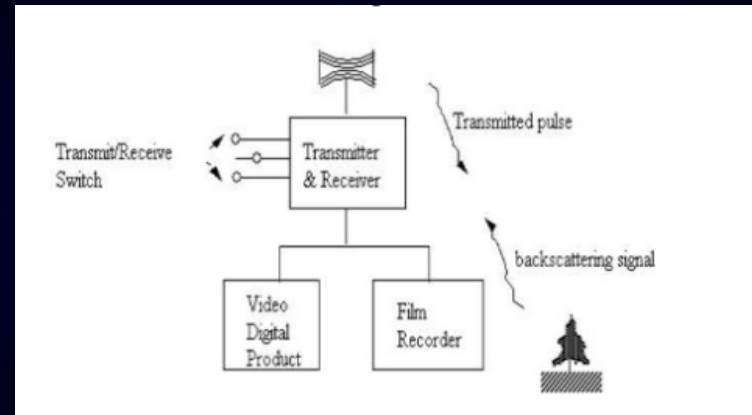 Transmitted pulse
Transmit/Receive
Switch
Transmitter
& Receiver
backscattering signal
Video
Digital
Product
Film
Recorder